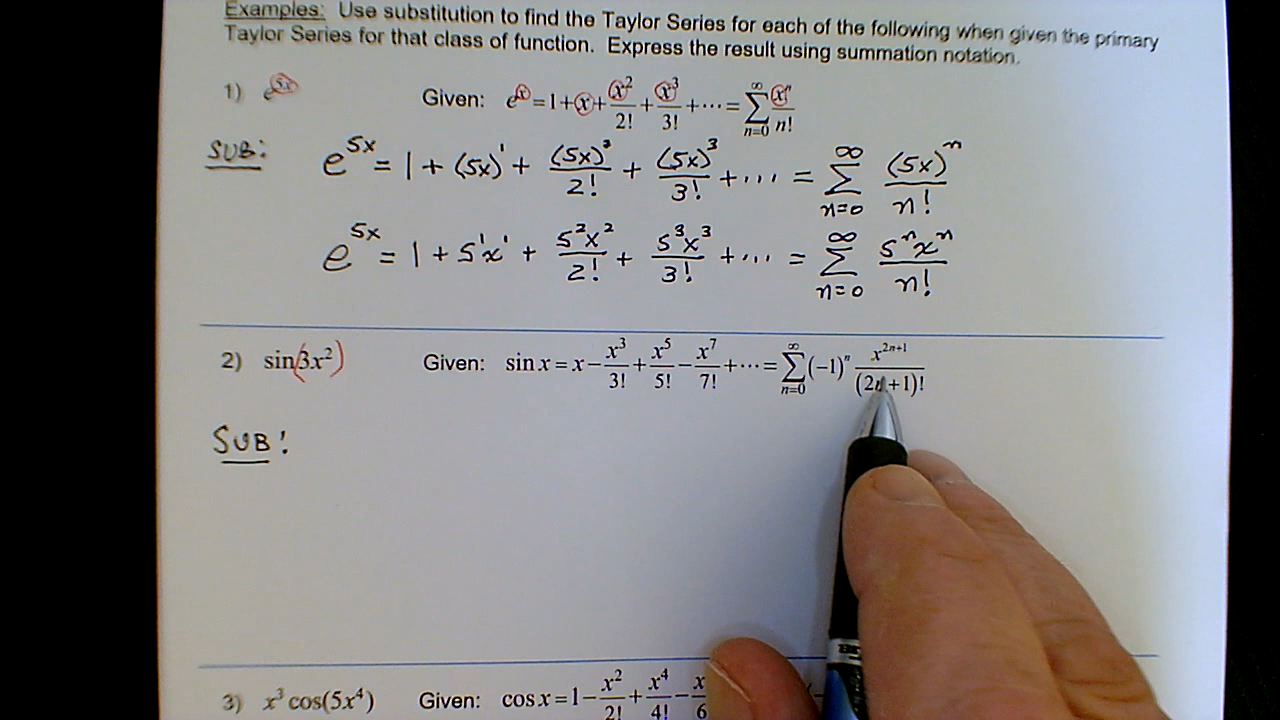 Examples: Use substitution to find the Taylor Series for each of the following when given the primary
Taylor Series for that class of function. Express the result using summation notation.
1) e^{5x} Given: e^x = 1 + x + x^2/2! + x^3/3! + ⋯ = ∑_{n=0}^{∞} x^n/n!
SUB: e^{5x} = 1 + (5x)^1 + (5x)^2/2! + (5x)^3/3! + ⋯ = ∑_{n=0}^{∞} (5x)^n/n!
e^{5x} = 1 + 5^1x^1 + 5^2x^2/2! + 5^3x^3/3! + ⋯ = ∑_{n=0}^{∞} 5^nx^n/n!
2) sin(3x^2) Given: sin x = x − x^3/3! + x^5/5! − x^7/7! + ⋯ = ∑_{n=0}^{∞} (−1)^n x^{2n+1}/(2n+1)!
SUB:
3) x^3 cos(5x^4) Given: cos x = 1 − x^2/2! + x^4/4! − x 6